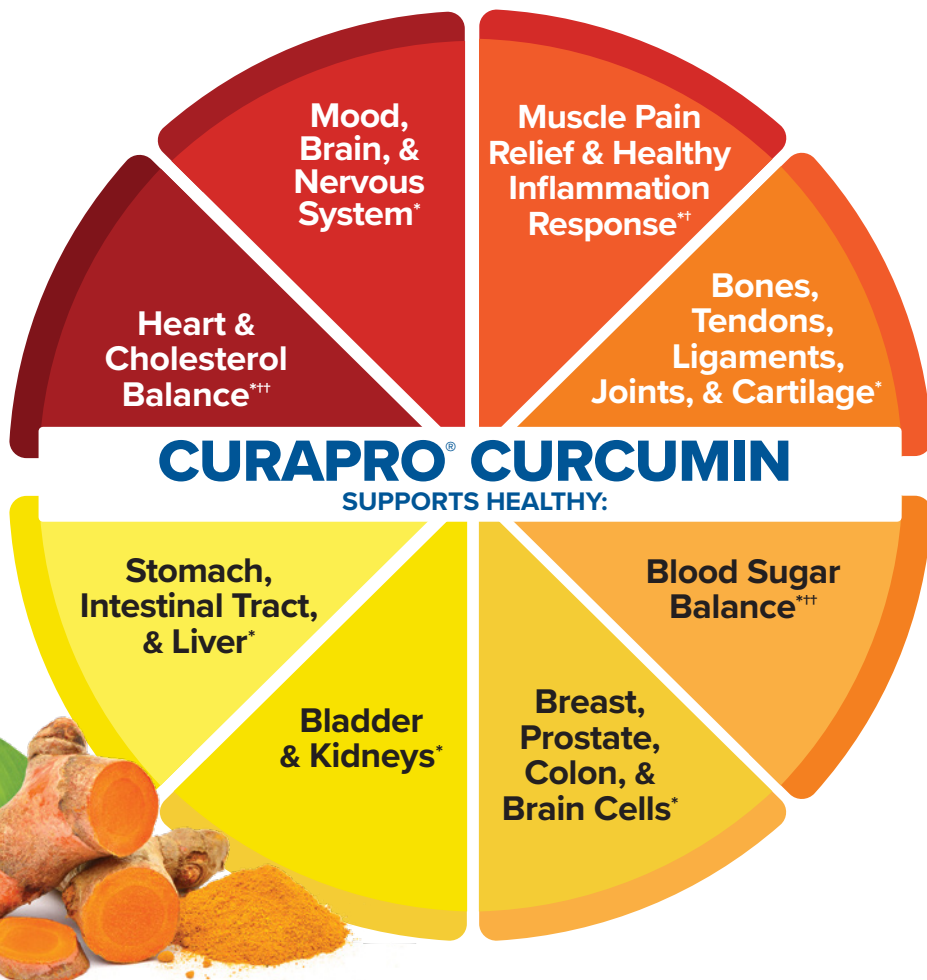 Mood,
Brain, &
Nervous
System*
Muscle Pain
Relief & Healthy
Inflammation
Response*†
Heart &
Cholesterol
Balance*††
Bones,
Tendons,
Ligaments,
Joints, & Cartilage*
CURAPRO® CURCUMIN
SUPPORTS HEALTHY:
Stomach,
Intestinal Tract,
& Liver*
Blood Sugar
Balance*††
Bladder
& Kidneys*
Breast,
Prostate,
Colon, &
Brain Cells*